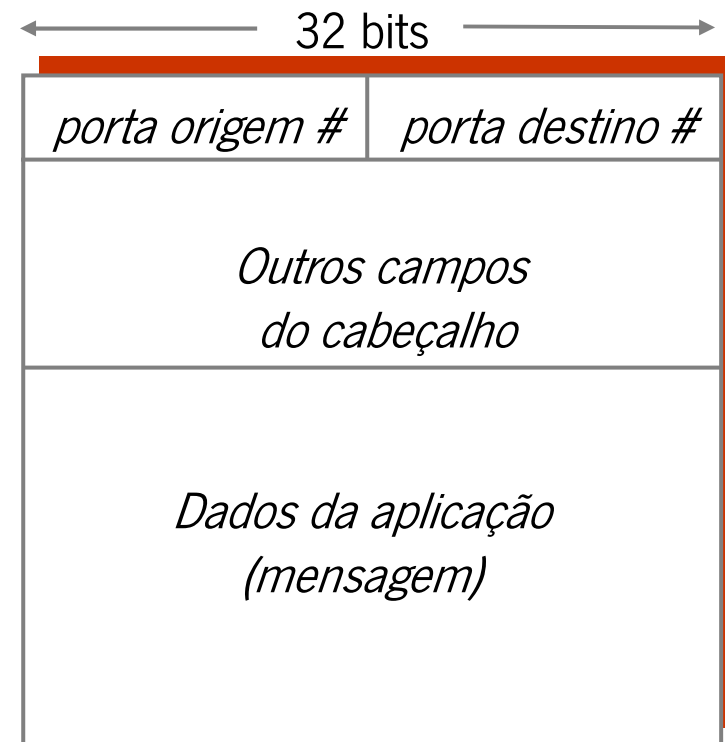 32 bits
porta origem # porta destino #
Outros campos
do cabeçalho
Dados da aplicação
(mensagem)